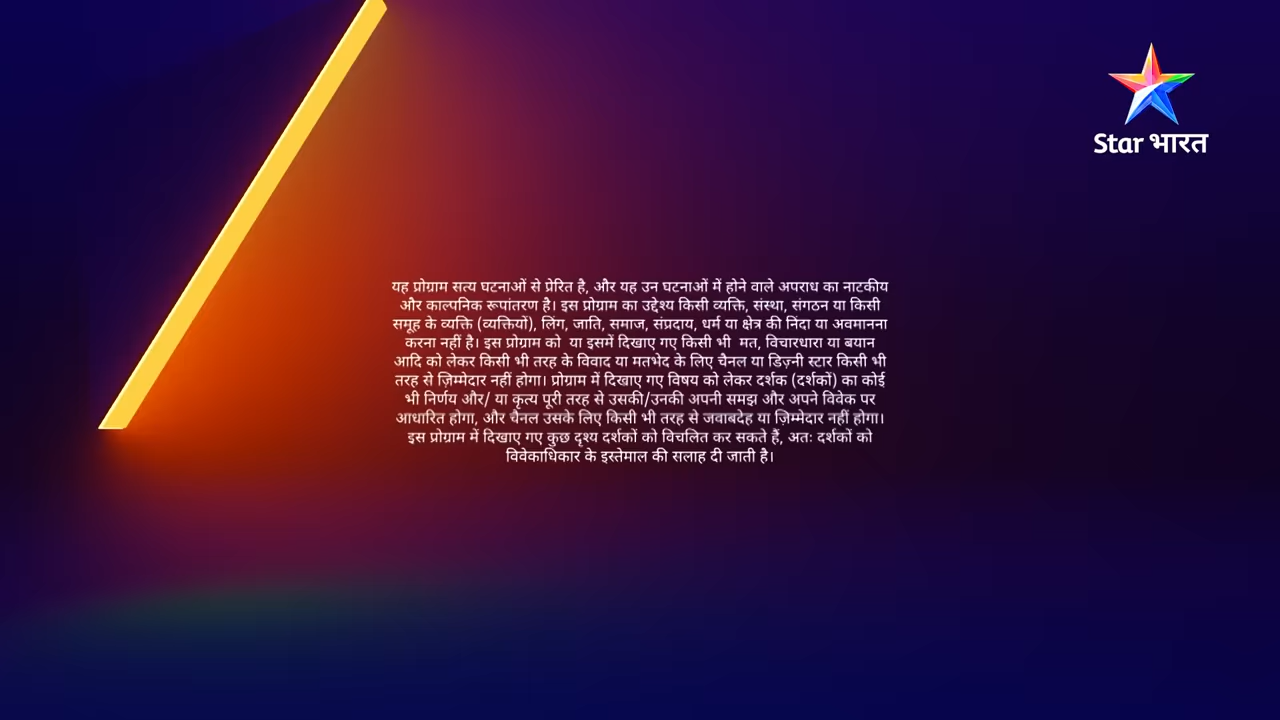 Star भारत
यह प्रोग्राम सत्य घटनाओं से प्रेरित है, और यह उन घटनाओं में होने वाले अपराध का नाटकीय
और काल्पनिक रूपांतरण है। इस प्रोग्राम का उद्देश्य किसी व्यक्ति, संस्था, संगठन या किसी
समूह के व्यक्ति (व्यक्तियों), लिंग, जाति, समाज, संप्रदाय, धर्म या क्षेत्र की निंदा या अवमानना
करना नहीं है। इस प्रोग्राम को  या इसमें दिखाए गए किसी भी  मत, विचारधारा या बयान
आदि को लेकर किसी भी तरह के विवाद या मतभेद के लिए चैनल या डिज़्नी स्टार किसी भी
तरह से ज़िम्मेदार नहीं होगा। प्रोग्राम में दिखाए गए विषय को लेकर दर्शक (दर्शकों) का कोई
भी निर्णय और/ या कृत्य पूरी तरह से उसकी/उनकी अपनी समझ और अपने विवेक पर
आधारित होगा, और चैनल उसके लिए किसी भी तरह से जवाबदेह या ज़िम्मेदार नहीं होगा।
इस प्रोग्राम में दिखाए गए कुछ दृश्य दर्शकों को विचलित कर सकते हैं, अतः दर्शकों को
विवेकाधिकार के इस्तेमाल की सलाह दी जाती है।